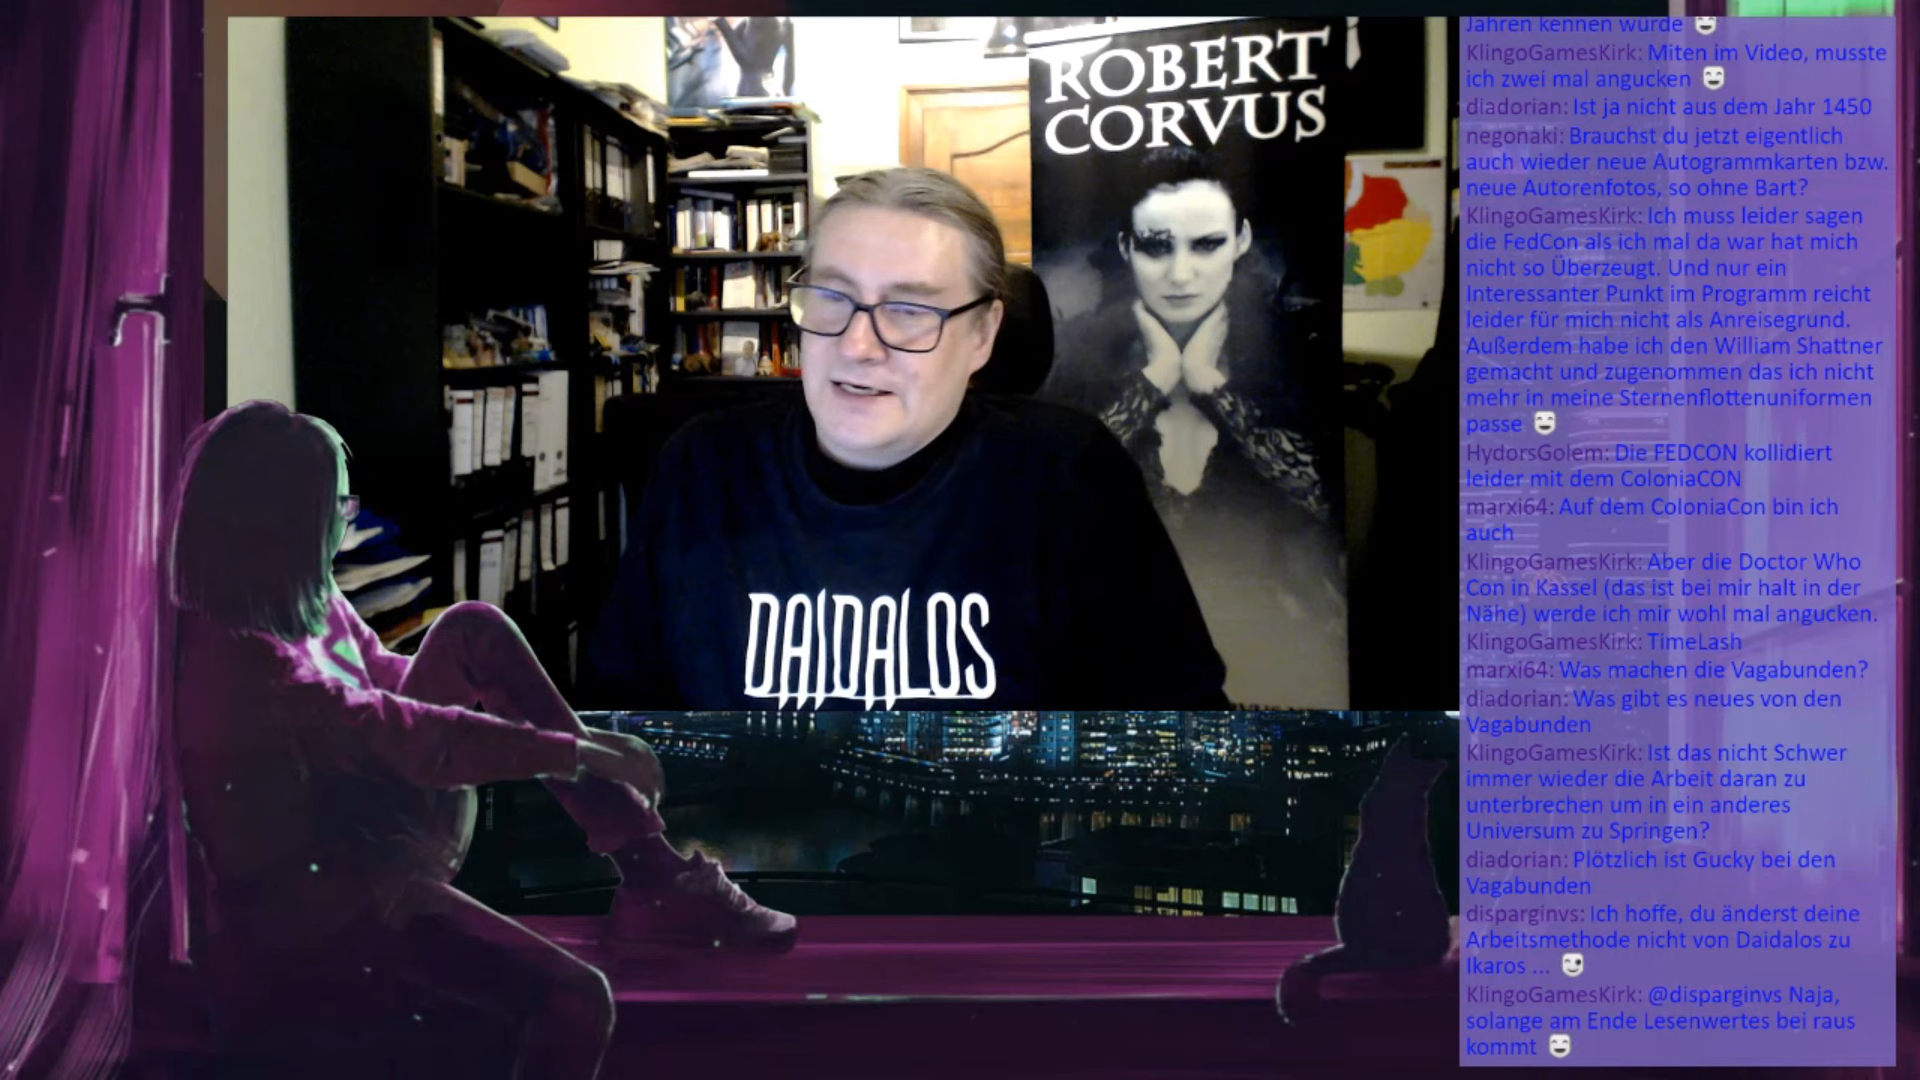 ROBERT
CORVUS
DAIDALOS
Jahren kennen würde
KlingoGamesKirk: Miten im Video, musste
ich zwei mal angucken
diadorian: Ist ja nicht aus dem Jahr 1450
negonaki: Brauchst du jetzt eigentlich
auch wieder neue Autogrammkarten bzw.
neue Autorenfotos, so ohne Bart?
KlingoGamesKirk: Ich muss leider sagen
die FedCon als ich mal da war hat mich
nicht so Überzeugt. Und nur ein
Interessanter Punkt im Programm reicht
leider für mich nicht als Anreisegrund.
Außerdem habe ich den William Shattner
gemacht und zugenommen das ich nicht
mehr in meine Sternenflottenuniformen
passe
HydorsGolem: Die FEDCON kollidiert
leider mit dem ColoniaCON
marxi64: Auf dem ColoniaCon bin ich
auch
KlingoGamesKirk: Aber die Doctor Who
Con in Kassel (das ist bei mir halt in der
Nähe) werde ich mir wohl mal angucken.
KlingoGamesKirk: TimeLash
marxi64: Was machen die Vagabunden?
diadorian: Was gibt es neues von den
Vagabunden
KlingoGamesKirk: Ist das nicht Schwer
immer wieder die Arbeit daran zu
unterbrechen um in ein anderes
Universum zu Springen?
diadorian: Plötzlich ist Gucky bei den
Vagabunden
disparginvs: Ich hoffe, du änderst deine
Arbeitsmethode nicht von Daidalos zu
Ikaros ...
KlingoGamesKirk: @disparginvs Naja,
solange am Ende Lesenwertes bei raus
kommt